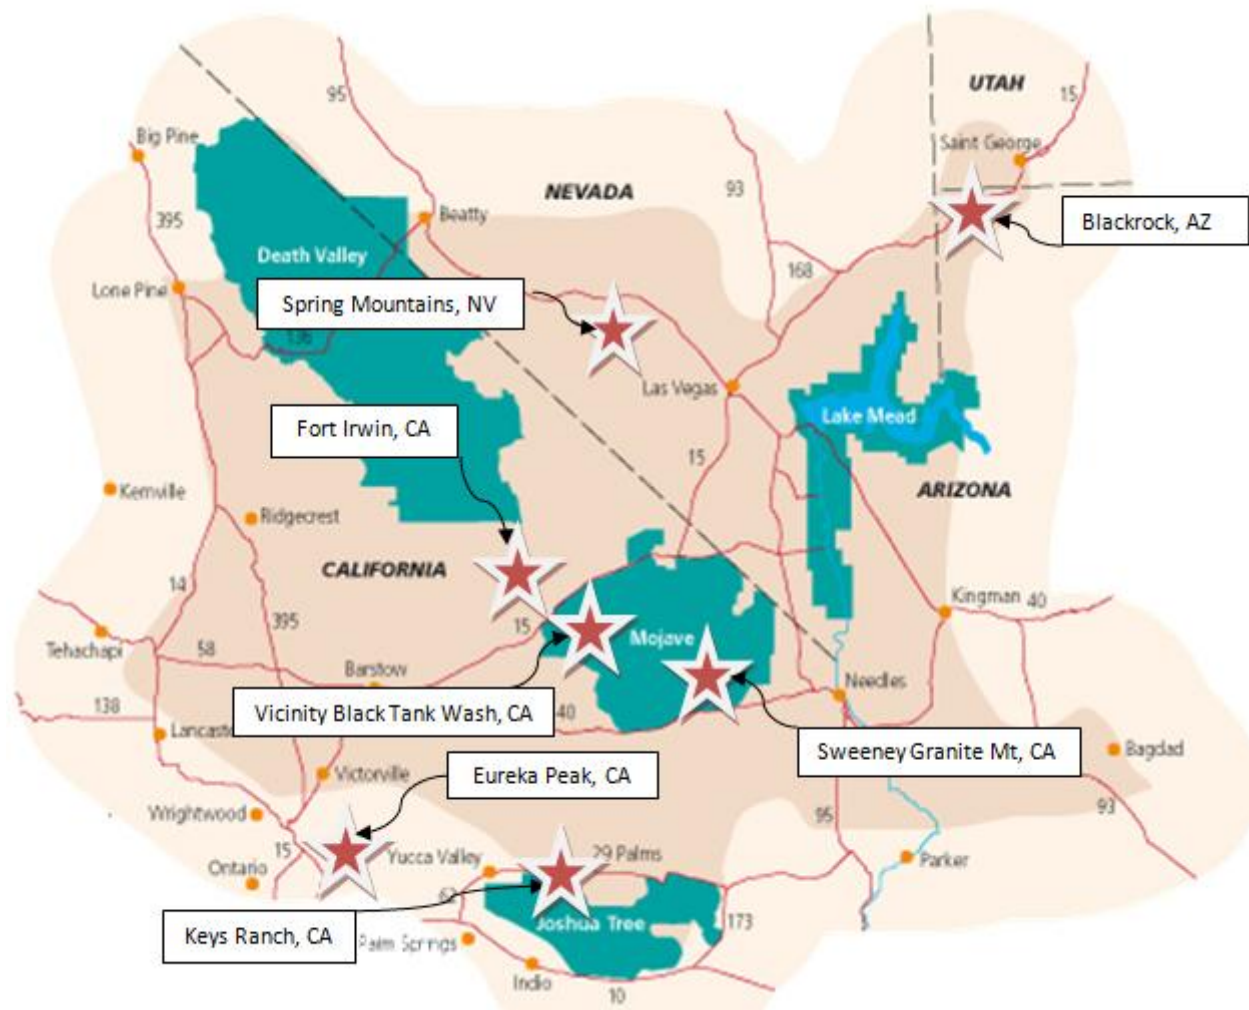 UTAH
95
15
Big Pine
Saint George
NEVADA
93
395
Beatty
Blackrock, AZ
Death Valley
168
Lone Pine
Spring Mountains, NV
136
Las Vegas
Lake Mead
Fort Irwin, CA
15
ARIZONA
Kernville
Ridgecrest
CALIFORNIA
14
Kingman
40
395
15
Mojave
Tehachapi
58
Barstow
Needles
138
Vicinity Black Tank Wash, CA
40
Lancaste
Sweeney Granite Mt, CA
Bagdad
Eureka Peak, CA
Victorville
Wrightwood
95
93
15
Yucca Valley
29 Palms
Parker
Ontario
62
Keys Ranch, CA
Joshua Tree
173
Palm Springs
Indio
10